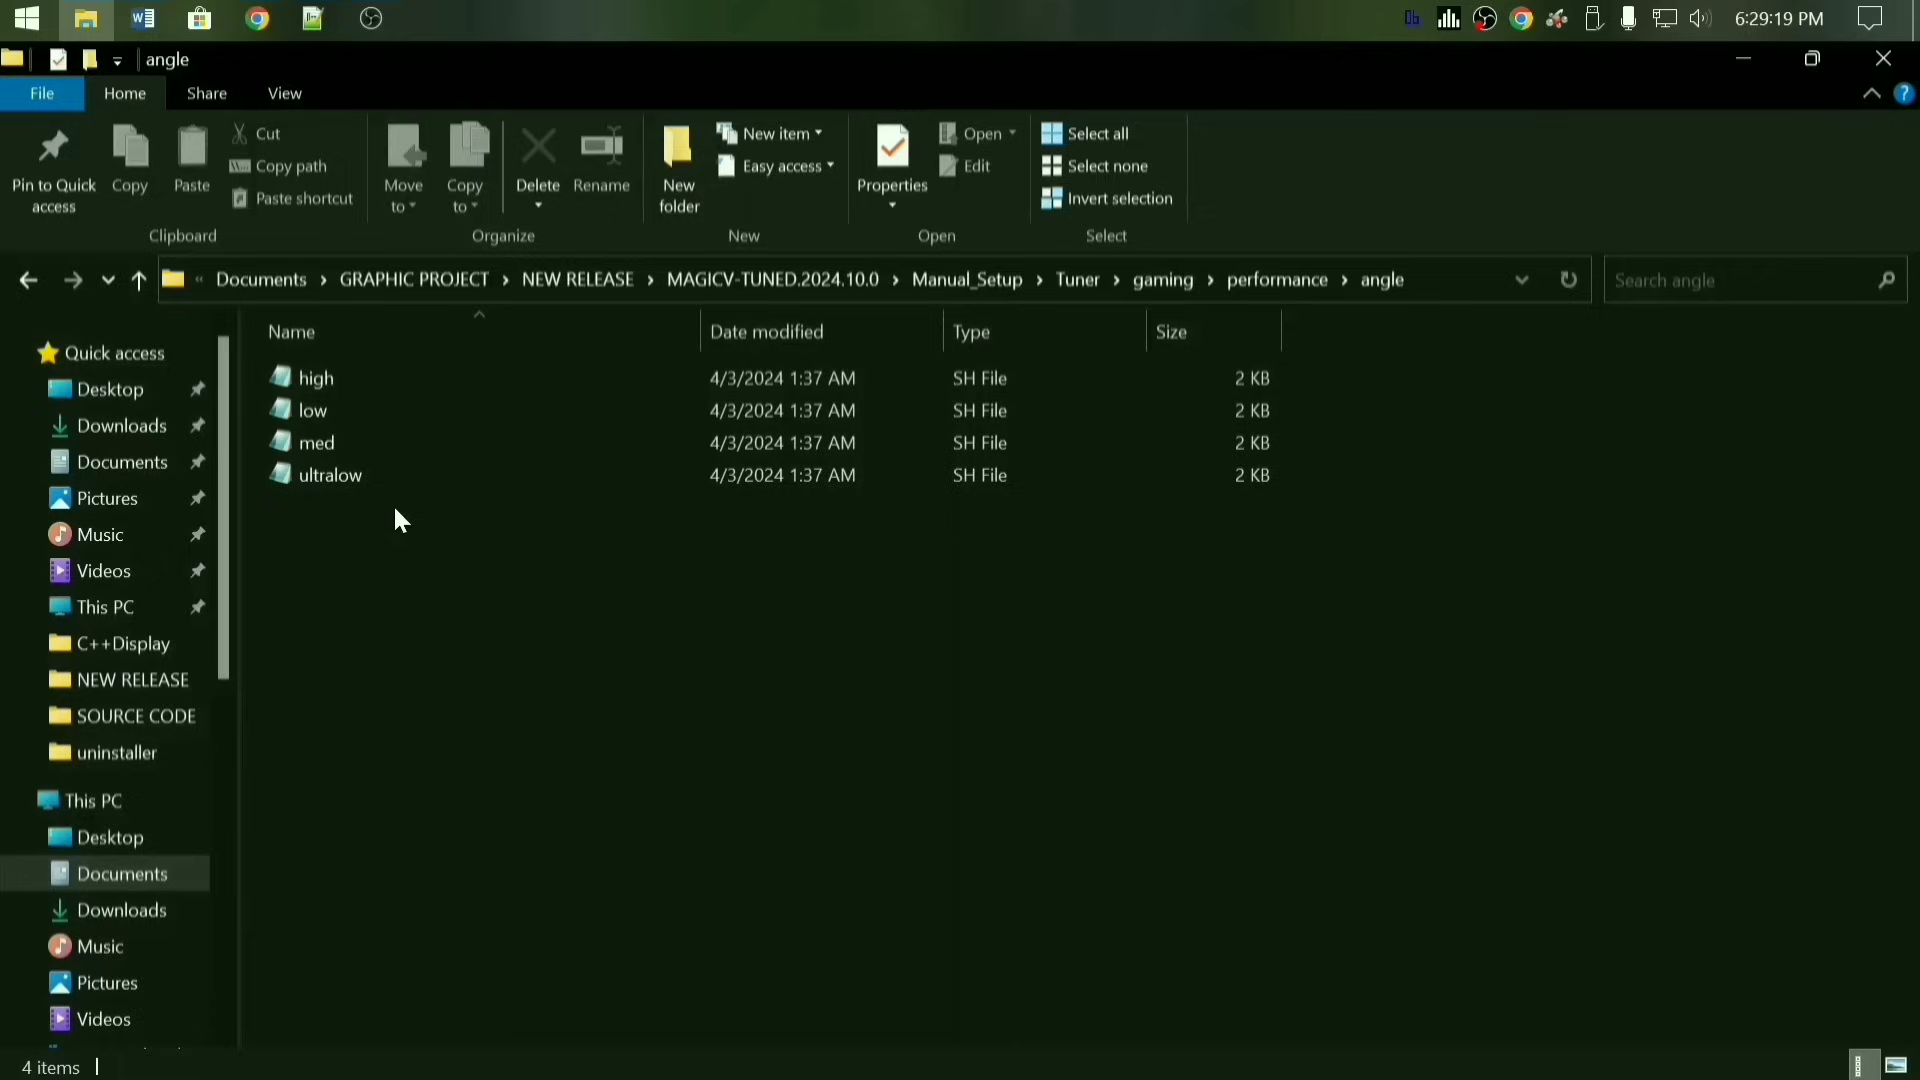 6:29:19 PM
angle
File Home Share View
Pin to Quick access
Copy
Paste
Cut
Copy path
Paste shortcut
Clipboard
Move to
Copy to
Delete
Rename
Organize
New folder
New item
Easy access
New
Properties
Open
Edit
Open
Select all
Select none
Invert selection
Select
« Documents › GRAPHIC PROJECT › NEW RELEASE › MAGICV-TUNED.2024.10.0 › Manual_Setup › Tuner › gaming › performance › angle
Search angle
Name Date modified Type Size
high 4/3/2024 1:37 AM SH File 2 KB
low 4/3/2024 1:37 AM SH File 2 KB
med 4/3/2024 1:37 AM SH File 2 KB
ultralow 4/3/2024 1:37 AM SH File 2 KB
Quick access
Desktop
Downloads
Documents
Pictures
Music
Videos
This PC
C++Display
NEW RELEASE
SOURCE CODE
uninstaller
This PC
Desktop
Documents
Downloads
Music
Pictures
Videos
4 items